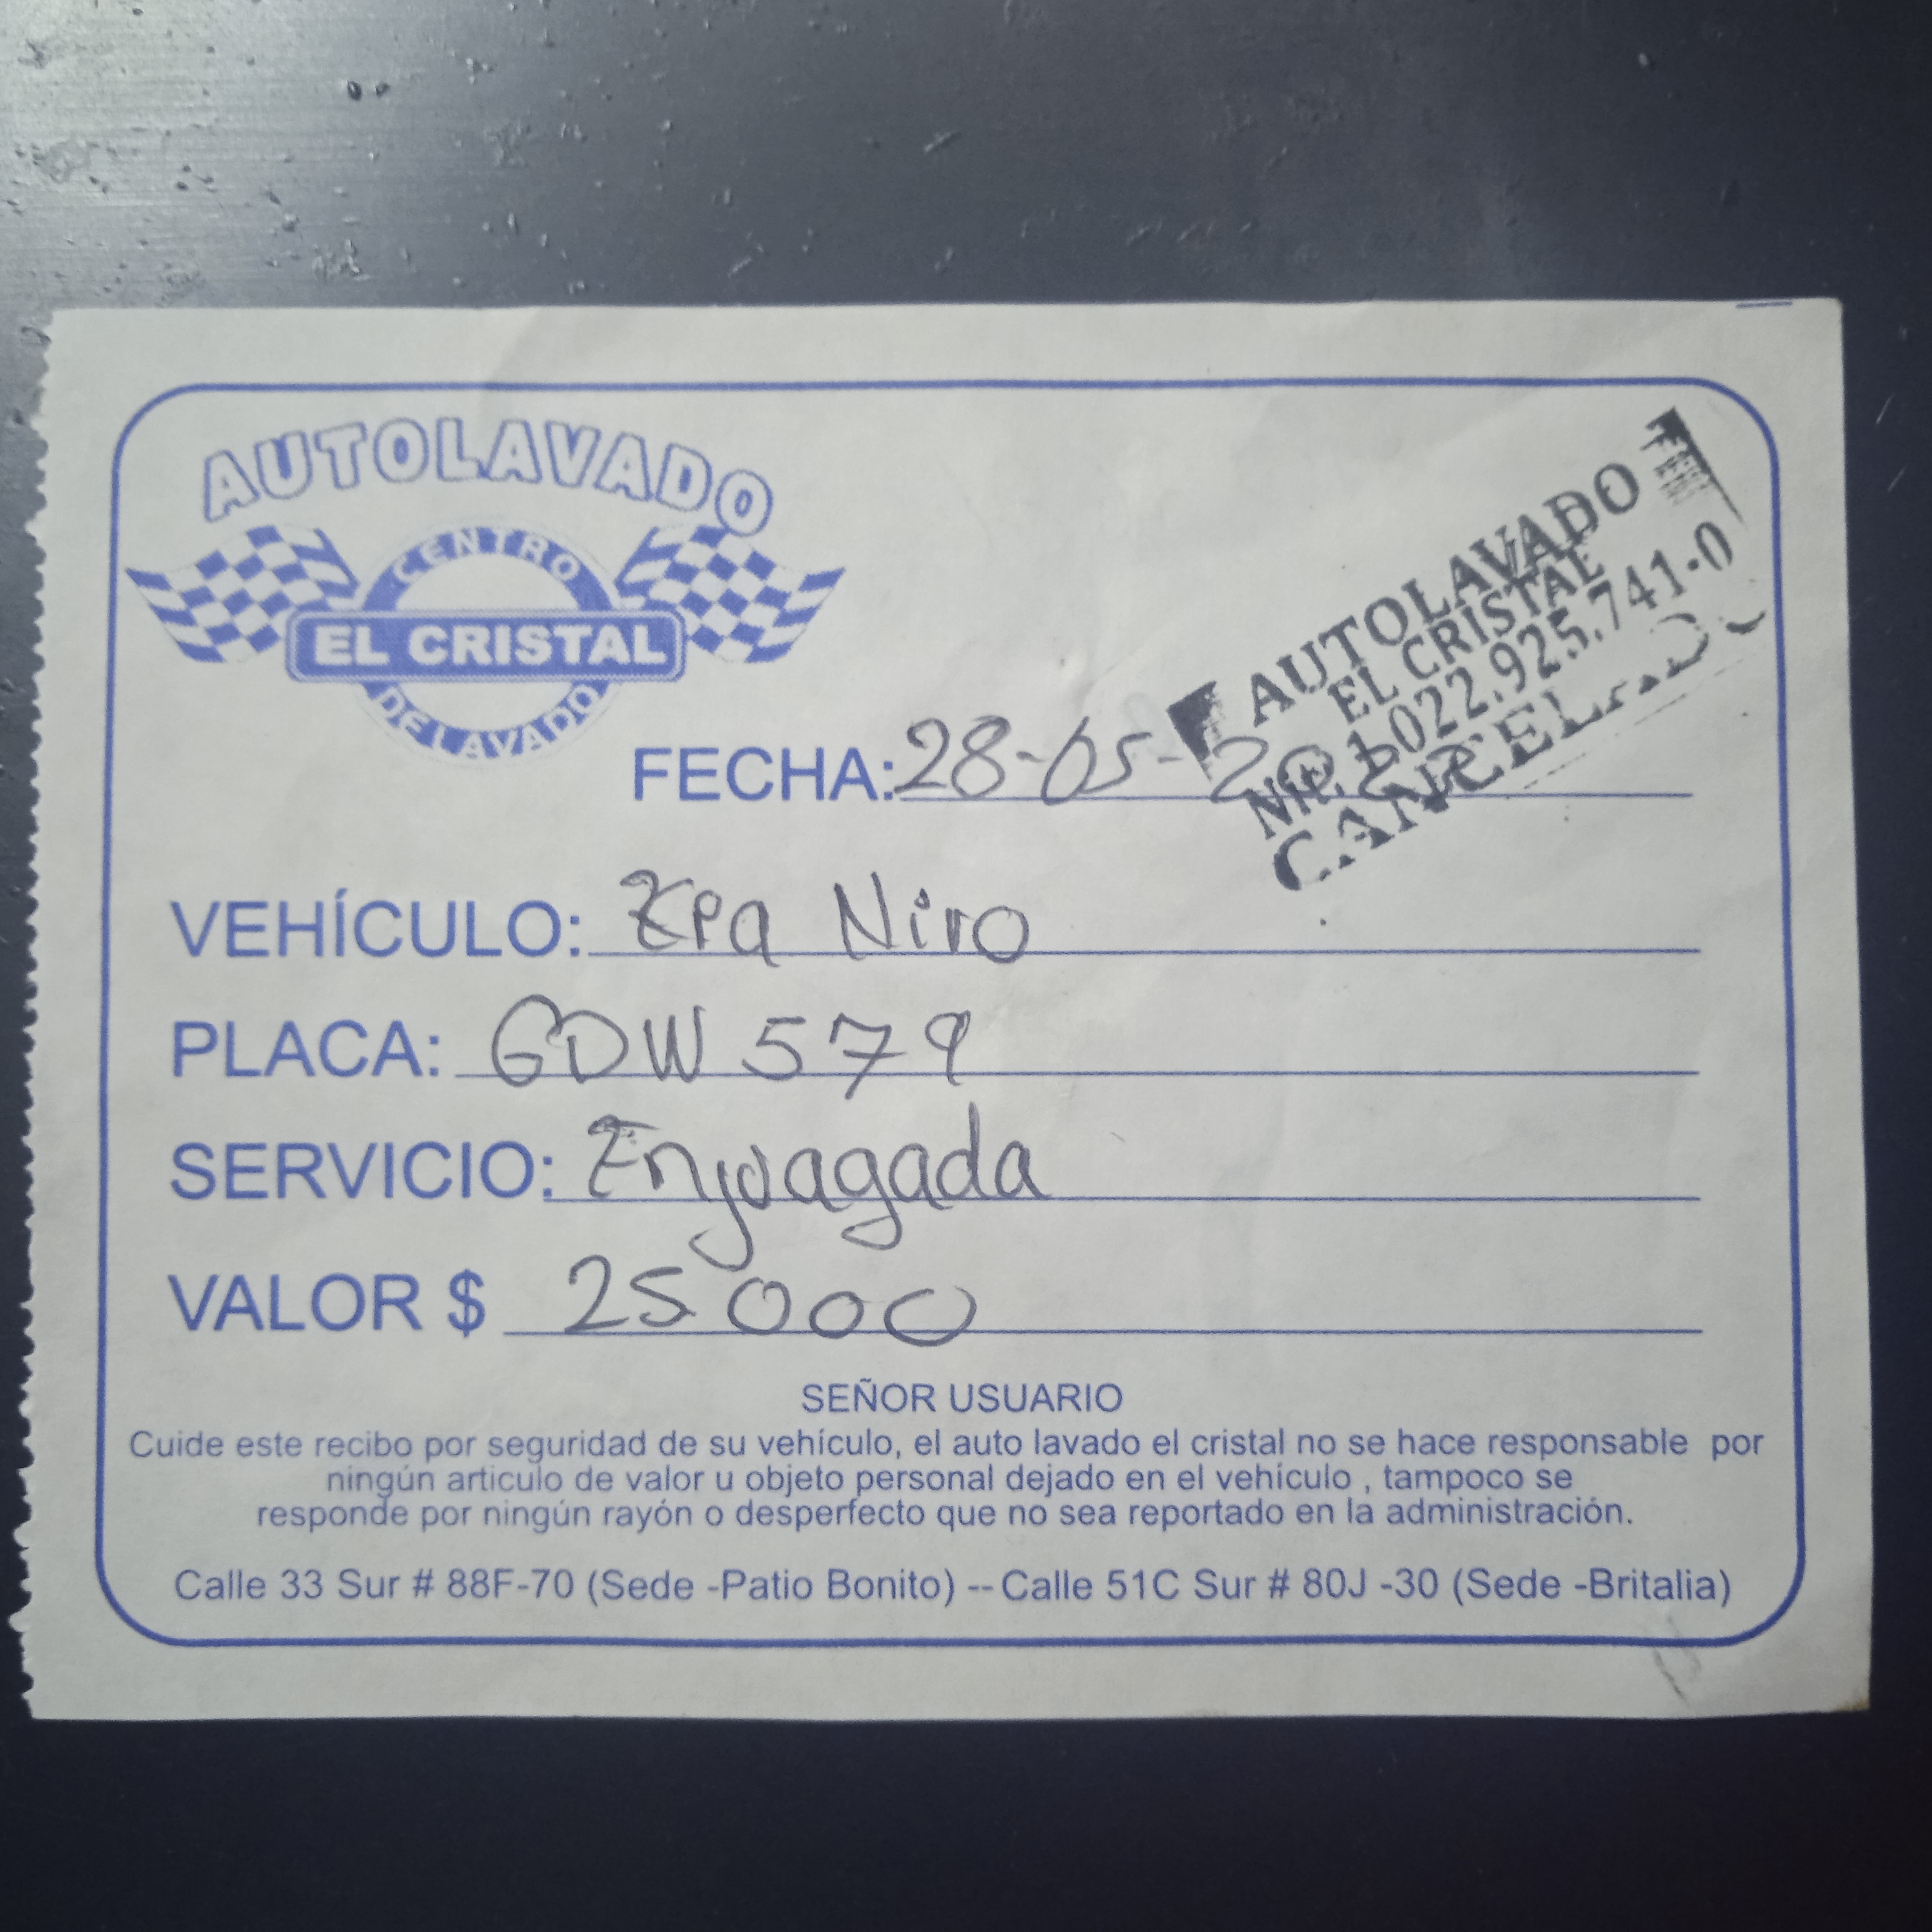 AUTOLAVADO
CENTRO
EL CRISTAL
DE LAVADO
AUTOLAVADO
EL CRISTAL
Nit. 1.022.925.741-0
CANCELADO
FECHA: 28-05-20
VEHÍCULO: Kpa Niro
PLACA: GDW 579
SERVICIO: Enjuagada
VALOR $ 25000
SEÑOR USUARIO
Cuide este recibo por seguridad de su vehículo, el auto lavado el cristal no se hace responsable por
ningún articulo de valor u objeto personal dejado en el vehículo , tampoco se
responde por ningún rayón o desperfecto que no sea reportado en la administración.
Calle 33 Sur # 88F-70 (Sede -Patio Bonito) -- Calle 51C Sur # 80J -30 (Sede -Britalia)